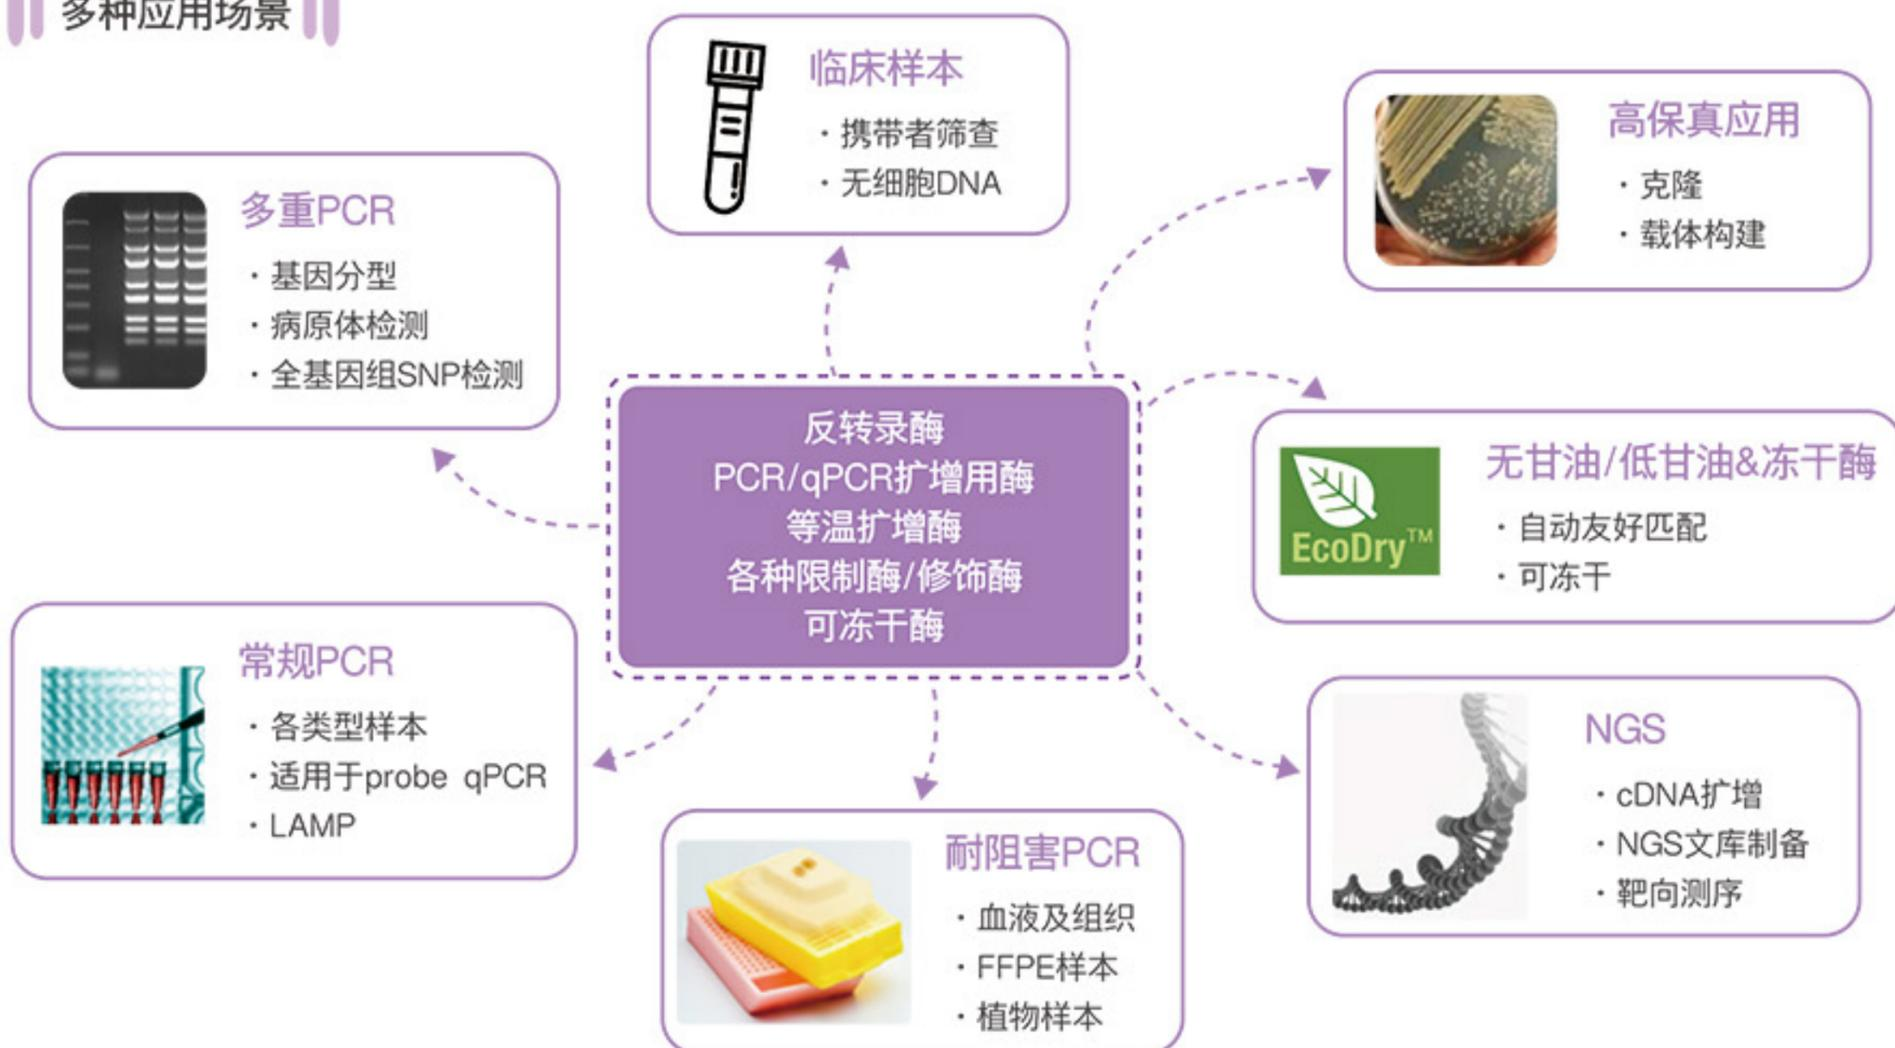 多种应用场景
临床样本
· 携带者筛查
· 无细胞DNA
高保真应用
· 克隆
· 载体构建
多重PCR
· 基因分型
· 病原体检测
· 全基因组SNP检测
反转录酶
PCR/qPCR扩增用酶
等温扩增酶
各种限制酶/修饰酶
可冻干酶
无甘油/低甘油&冻干酶
· 自动友好匹配
· 可冻干
EcoDry™
常规PCR
· 各类型样本
· 适用于probe qPCR
· LAMP
耐阻害PCR
· 血液及组织
· FFPE样本
· 植物样本
NGS
· cDNA扩增
· NGS文库制备
· 靶向测序